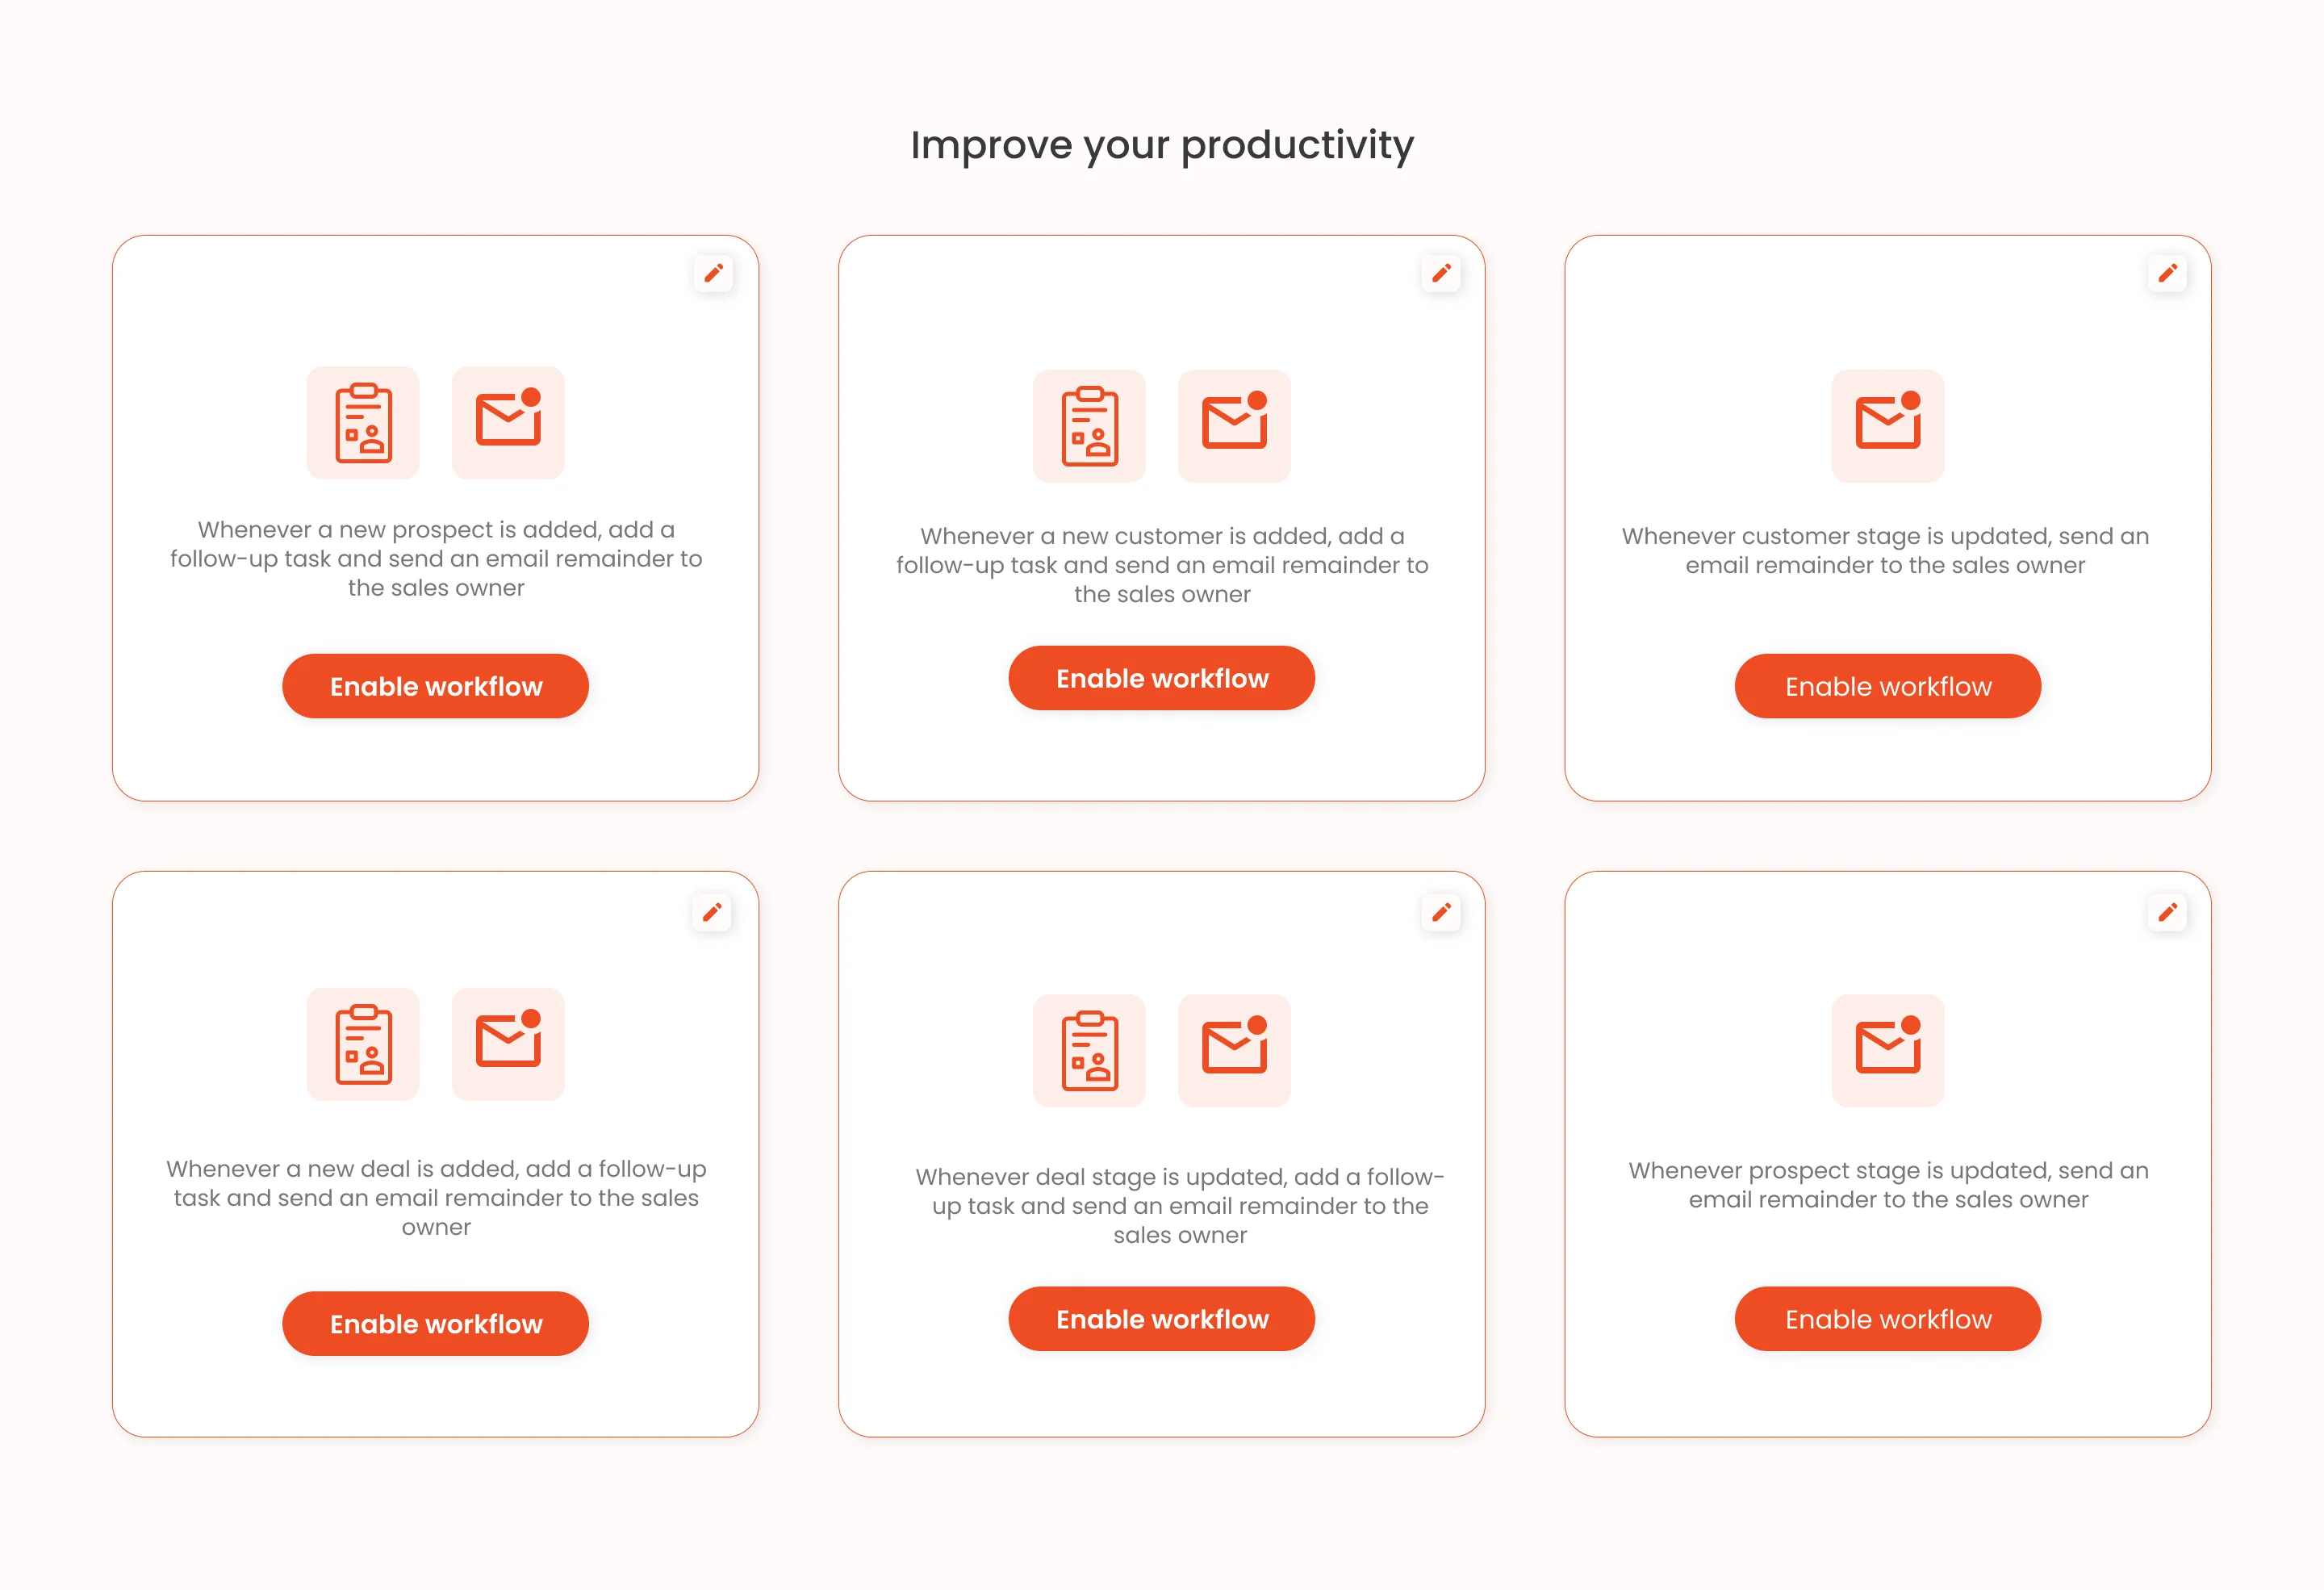 Improve your productivity
Whenever a new prospect is added, add a
follow-up task and send an email remainder to
the sales owner
Enable workflow
Whenever a new customer is added, add a
follow-up task and send an email remainder to
the sales owner
Enable workflow
Whenever customer stage is updated, send an
email remainder to the sales owner
Enable workflow
Whenever a new deal is added, add a follow-up
task and send an email remainder to the sales
owner
Enable workflow
Whenever deal stage is updated, add a follow-
up task and send an email remainder to the
sales owner
Enable workflow
Whenever prospect stage is updated, send an
email remainder to the sales owner
Enable workflow